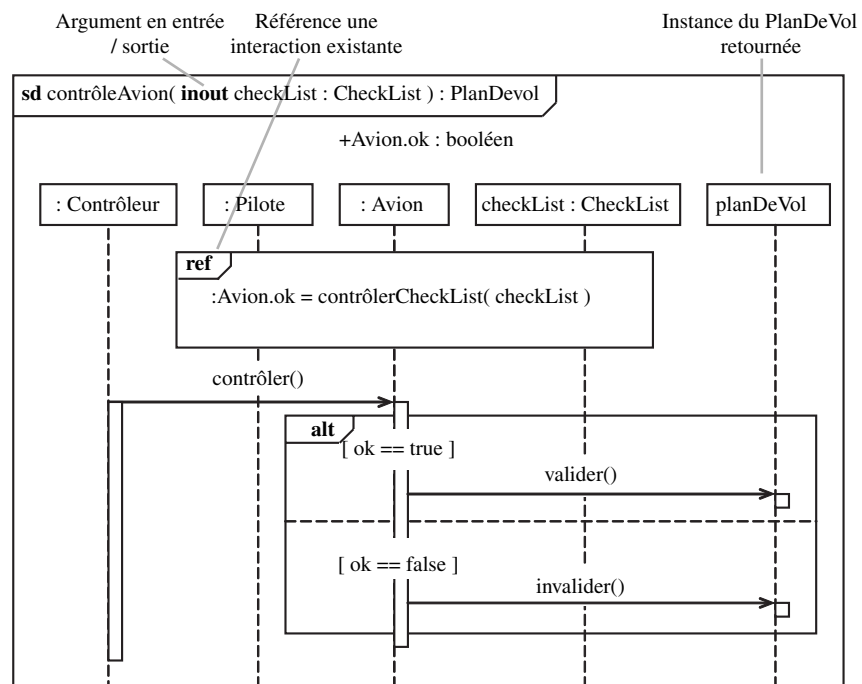 Argument en entrée
/ sortie
Référence une
interaction existante
Instance du PlanDeVol
retournée
sd contrôleAvion( inout checkList : CheckList ) : PlanDevol
+Avion.ok : booléen
: Contrôleur
: Pilote
: Avion
checkList : CheckList
planDeVol
ref
:Avion.ok = contrôlerCheckList( checkList )
contrôler()
alt
[ ok == true ]
valider()
[ ok == false ]
invalider()